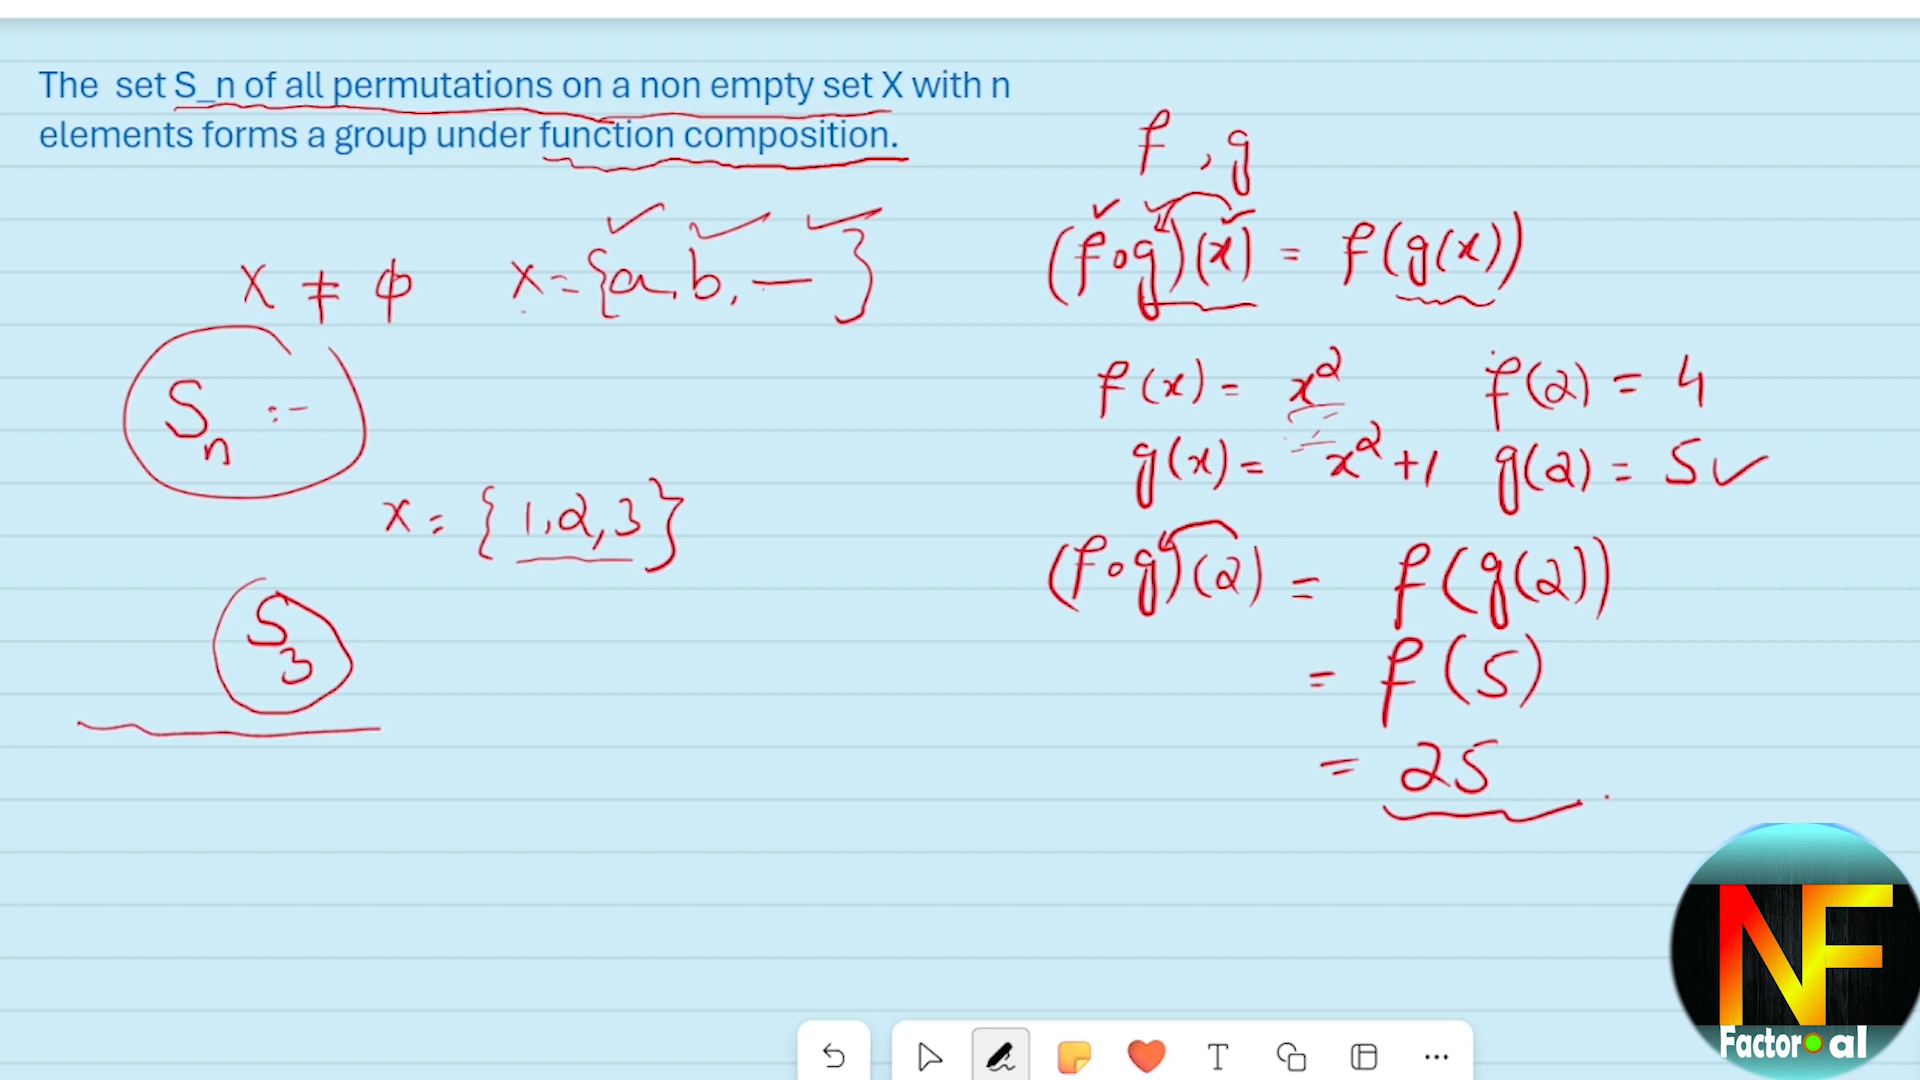 The set S_n of all permutations on a non empty set X with n
elements forms a group under function composition.
X ≠ φ X = {a, b, — }
S_n :-
X = {1, 2, 3}
S_3
f, g
(f∘g)(x) = f(g(x))
f(x) = x² f(2) = 4
g(x) = x²+1 g(2) = 5 ✓
(f∘g)(2) = f(g(2))
= f(5)
= 25
NF
Factorial
T